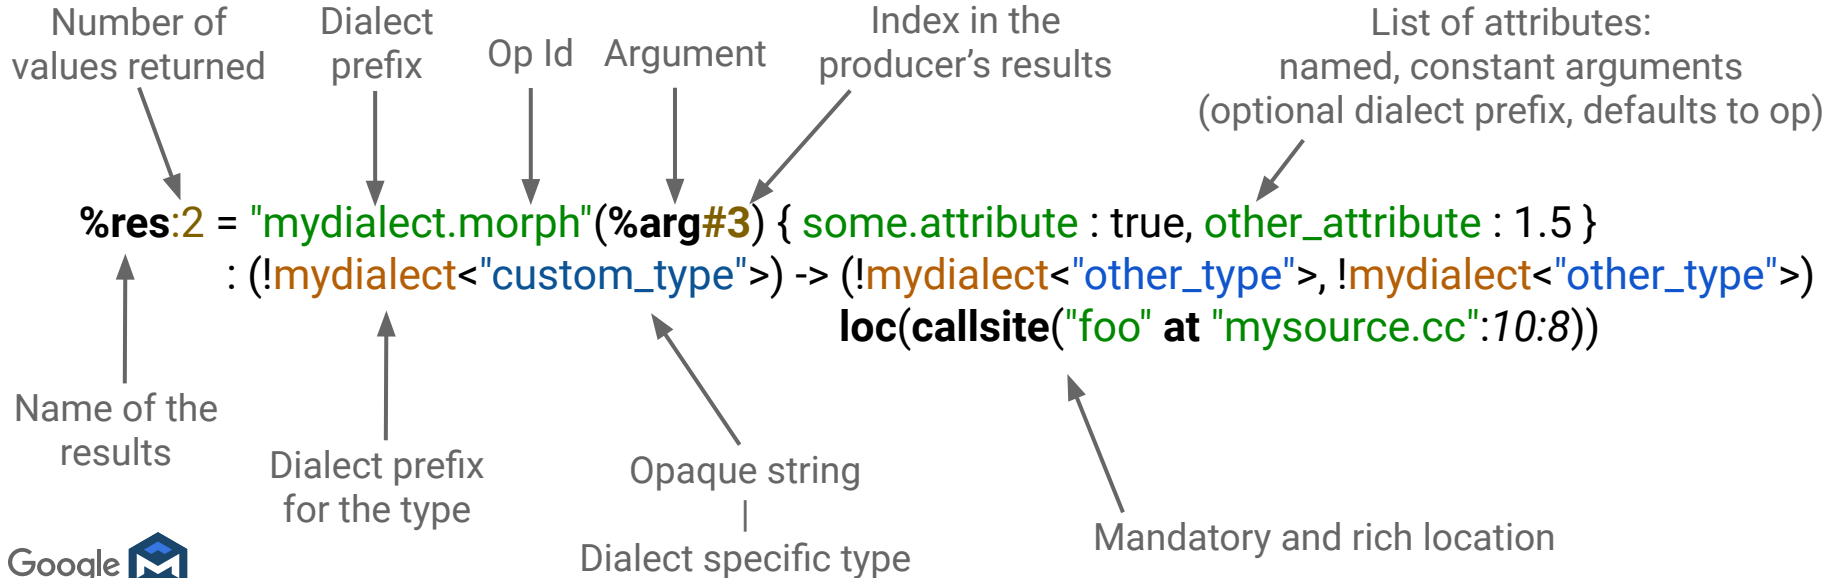 Number of
values returned
Dialect
prefix
Op Id
Argument
Index in the
producer's results
List of attributes:
named, constant arguments
(optional dialect prefix, defaults to op)
%res:2 = "mydialect.morph"(%arg#3) { some.attribute : true, other_attribute : 1.5 }
: (!mydialect<"custom_type">) -> (!mydialect<"other_type">, !mydialect<"other_type">)
loc(callsite("foo" at "mysource.cc":10:8))
Name of the
results
Dialect prefix
for the type
Opaque string
|
Dialect specific type
Mandatory and rich location
Google